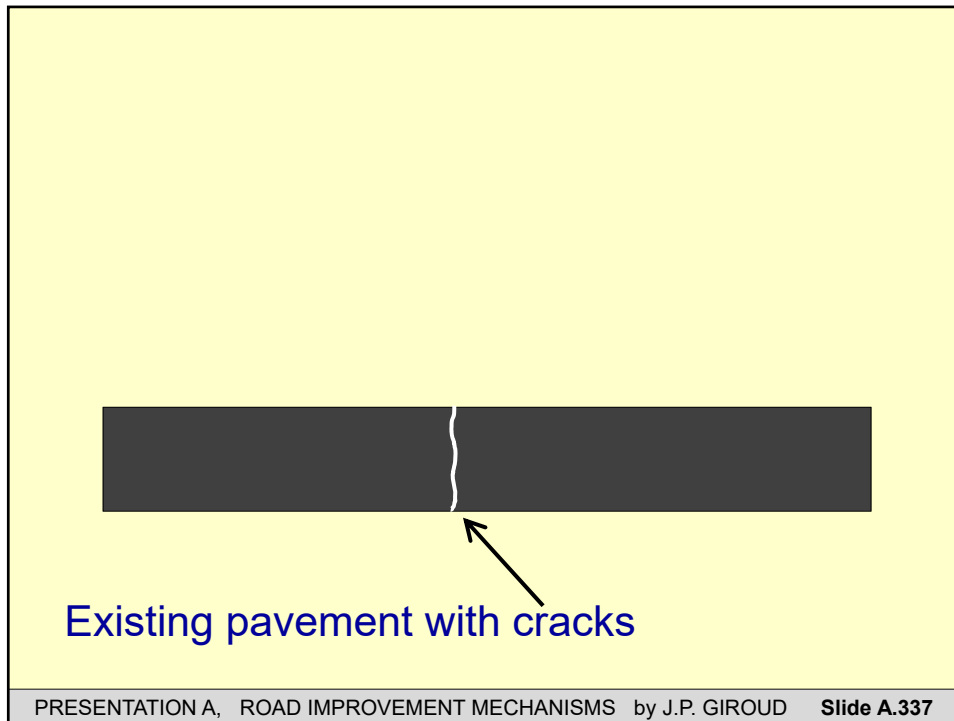 Existing pavement with cracks
PRESENTATION A, ROAD IMPROVEMENT MECHANISMS by J.P. GIROUD Slide A.337